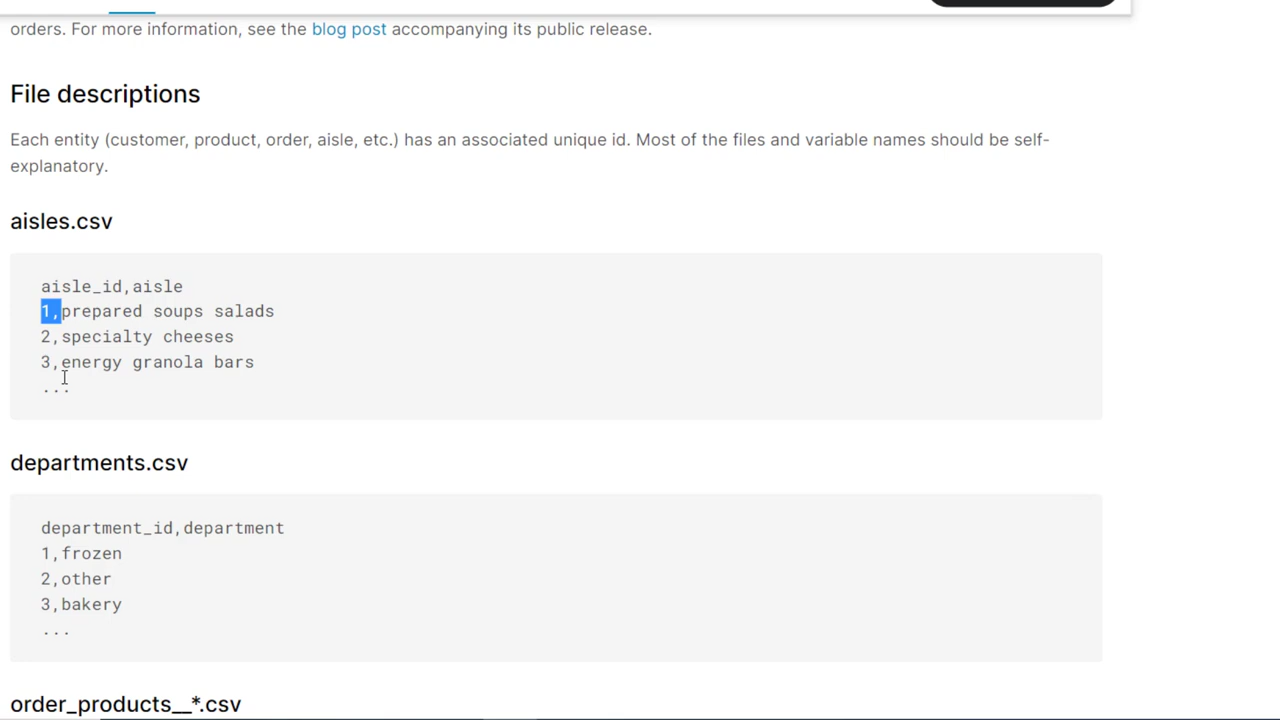 orders. For more information, see the blog post accompanying its public release.
File descriptions
Each entity (customer, product, order, aisle, etc.) has an associated unique id. Most of the files and variable names should be self-
explanatory.
aisles.csv
aisle_id,aisle
1,prepared soups salads
2,specialty cheeses
3,energy granola bars
...
departments.csv
department_id,department
1,frozen
2,other
3,bakery
...
order_products__*.csv